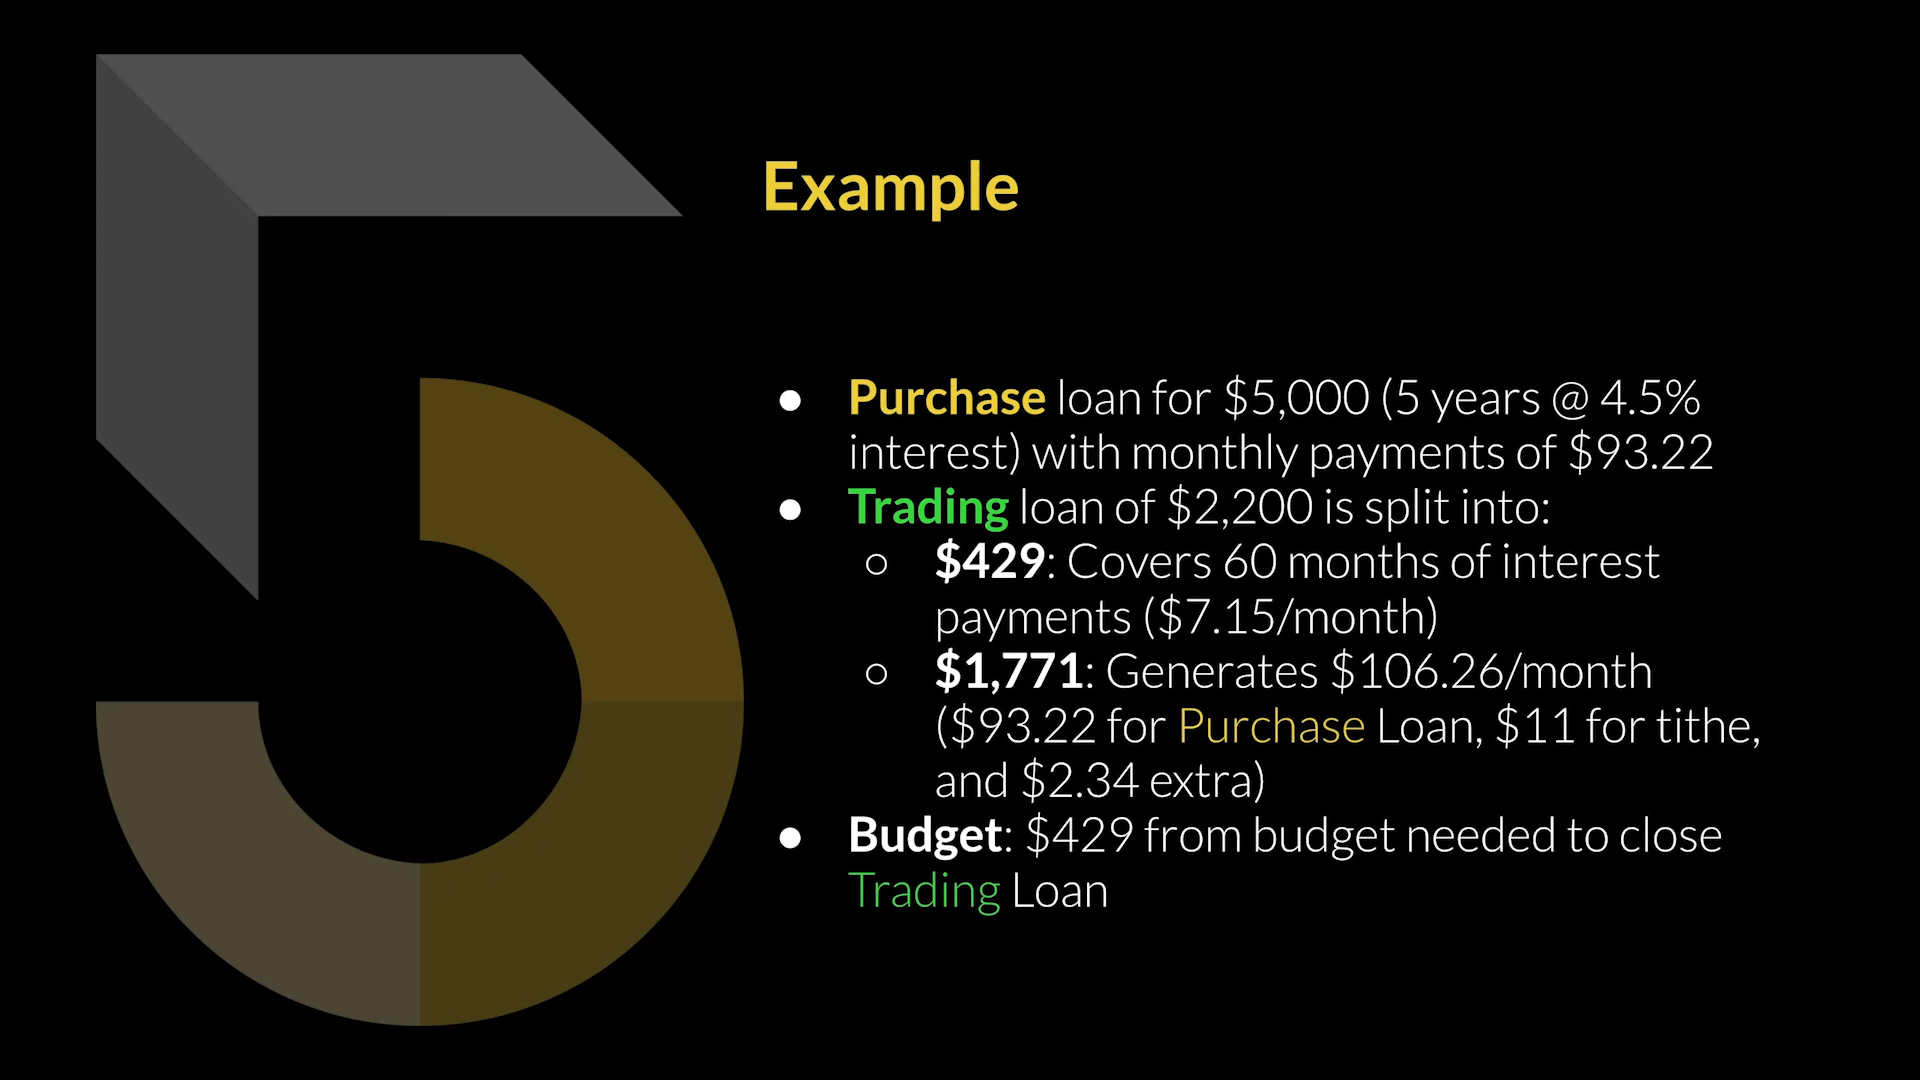 Example
● Purchase loan for $5,000 (5 years @ 4.5%
interest) with monthly payments of $93.22
● Trading loan of $2,200 is split into:
○ $429: Covers 60 months of interest
payments ($7.15/month)
○ $1,771: Generates $106.26/month
($93.22 for Purchase Loan, $11 for tithe,
and $2.34 extra)
● Budget: $429 from budget needed to close
Trading Loan